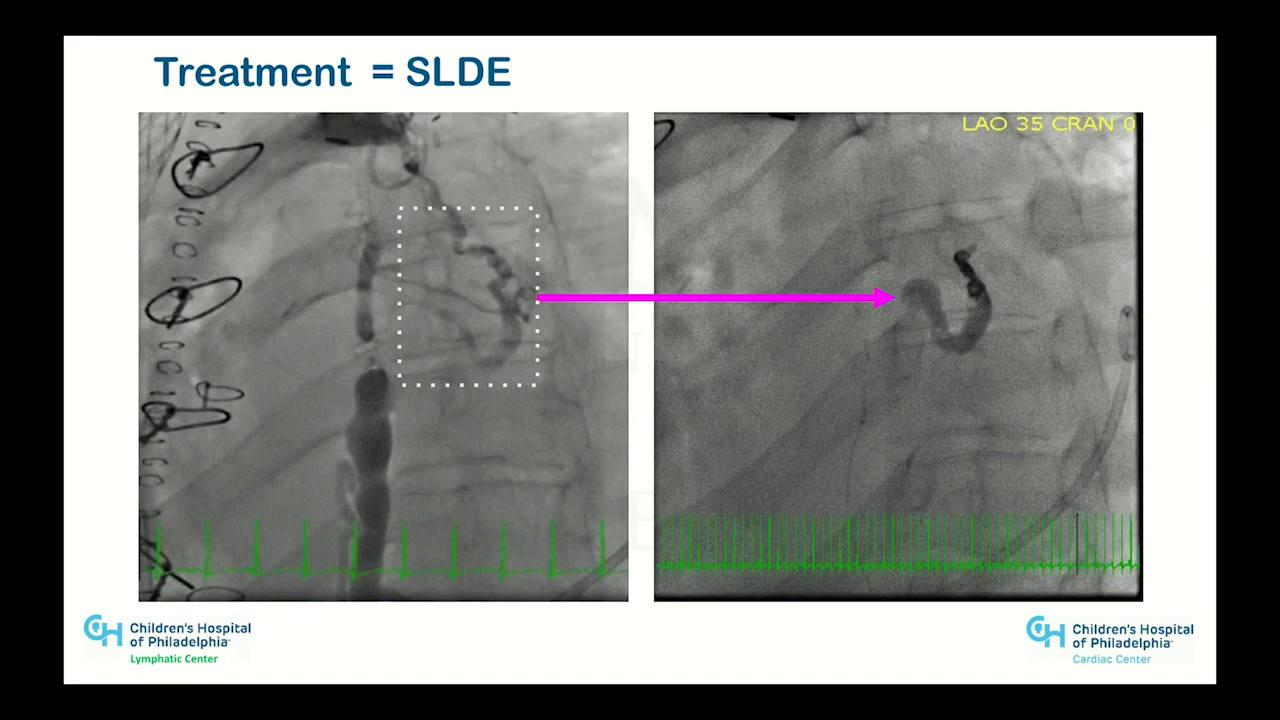 Treatment = SLDE
LAO 35 CRAN 0
Children's Hospital
of Philadelphia
Lymphatic Center
Children's Hospital
of Philadelphia
Cardiac Center